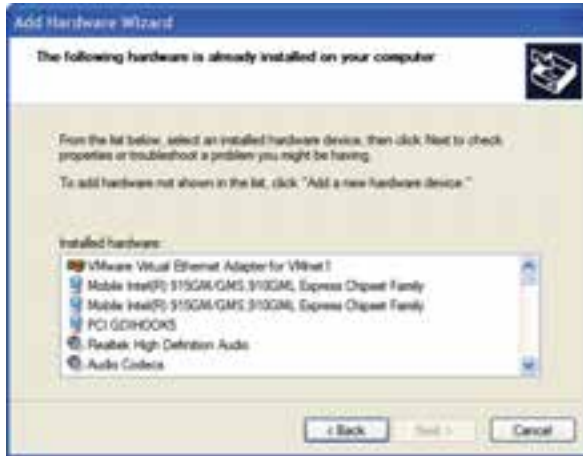 Add Hardware Wizard
The following hardware is already installed on your computer
From the list below, select an installed hardware device, then click Next to check
properties or troubleshoot a problem you might be having.
To add hardware not shown in the list, click "Add a new hardware device."
Installed hardware:
VMware Virtual Ethernet Adapter for VMnet1
Mobile Intel(R) 915GM/GMS,910GML Express Chipset Family
Mobile Intel(R) 915GM/GMS,910GML Express Chipset Family
PCI GDIHOOK5
Realtek High Definition Audio
Audio Codecs
< Back Next > Cancel